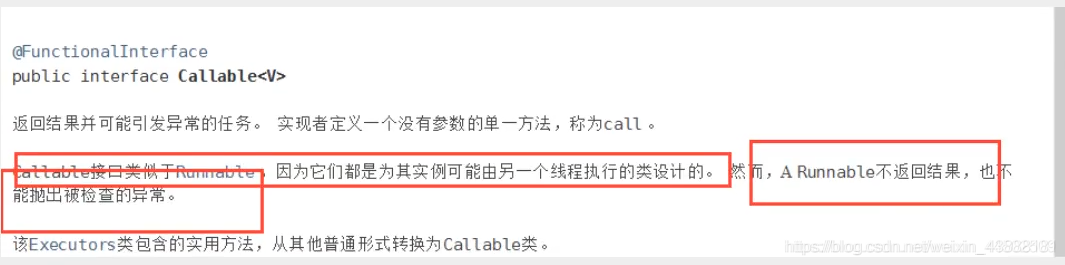 @FunctionalInterface
public interface Callable<V>
返回结果并可能引发异常的任务。 实现者定义一个没有参数的单一方法，称为call 。
Callable接口类似于Runnable ，因为它们都是为其实例可能由另一个线程执行的类设计的。 然而，A Runnable不返回结果，也不
能抛出被检查的异常。
该Executors类包含的实用方法，从其他普通形式转换为Callable类。